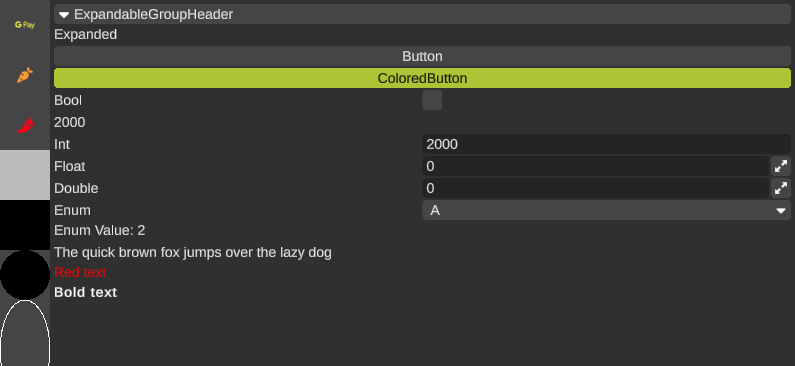 G Pay
ExpandableGroupHeader
Expanded
Button
ColoredButton
Bool
2000
Int 2000
Float 0
Double 0
Enum A
Enum Value: 2
The quick brown fox jumps over the lazy dog
Red text
Bold text